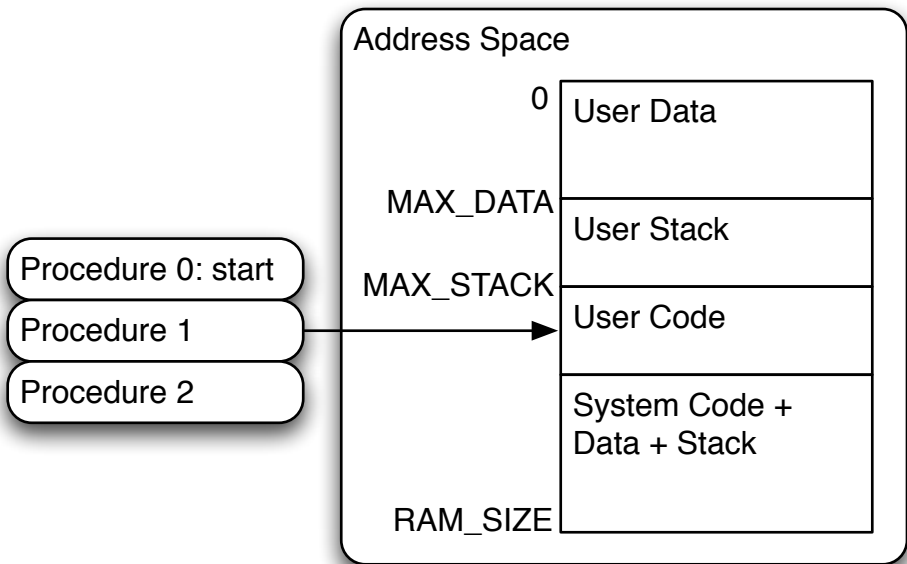 Address Space
0
User Data
MAX_DATA
User Stack
Procedure 0: start
MAX_STACK
User Code
Procedure 1
Procedure 2
System Code +
Data + Stack
RAM_SIZE